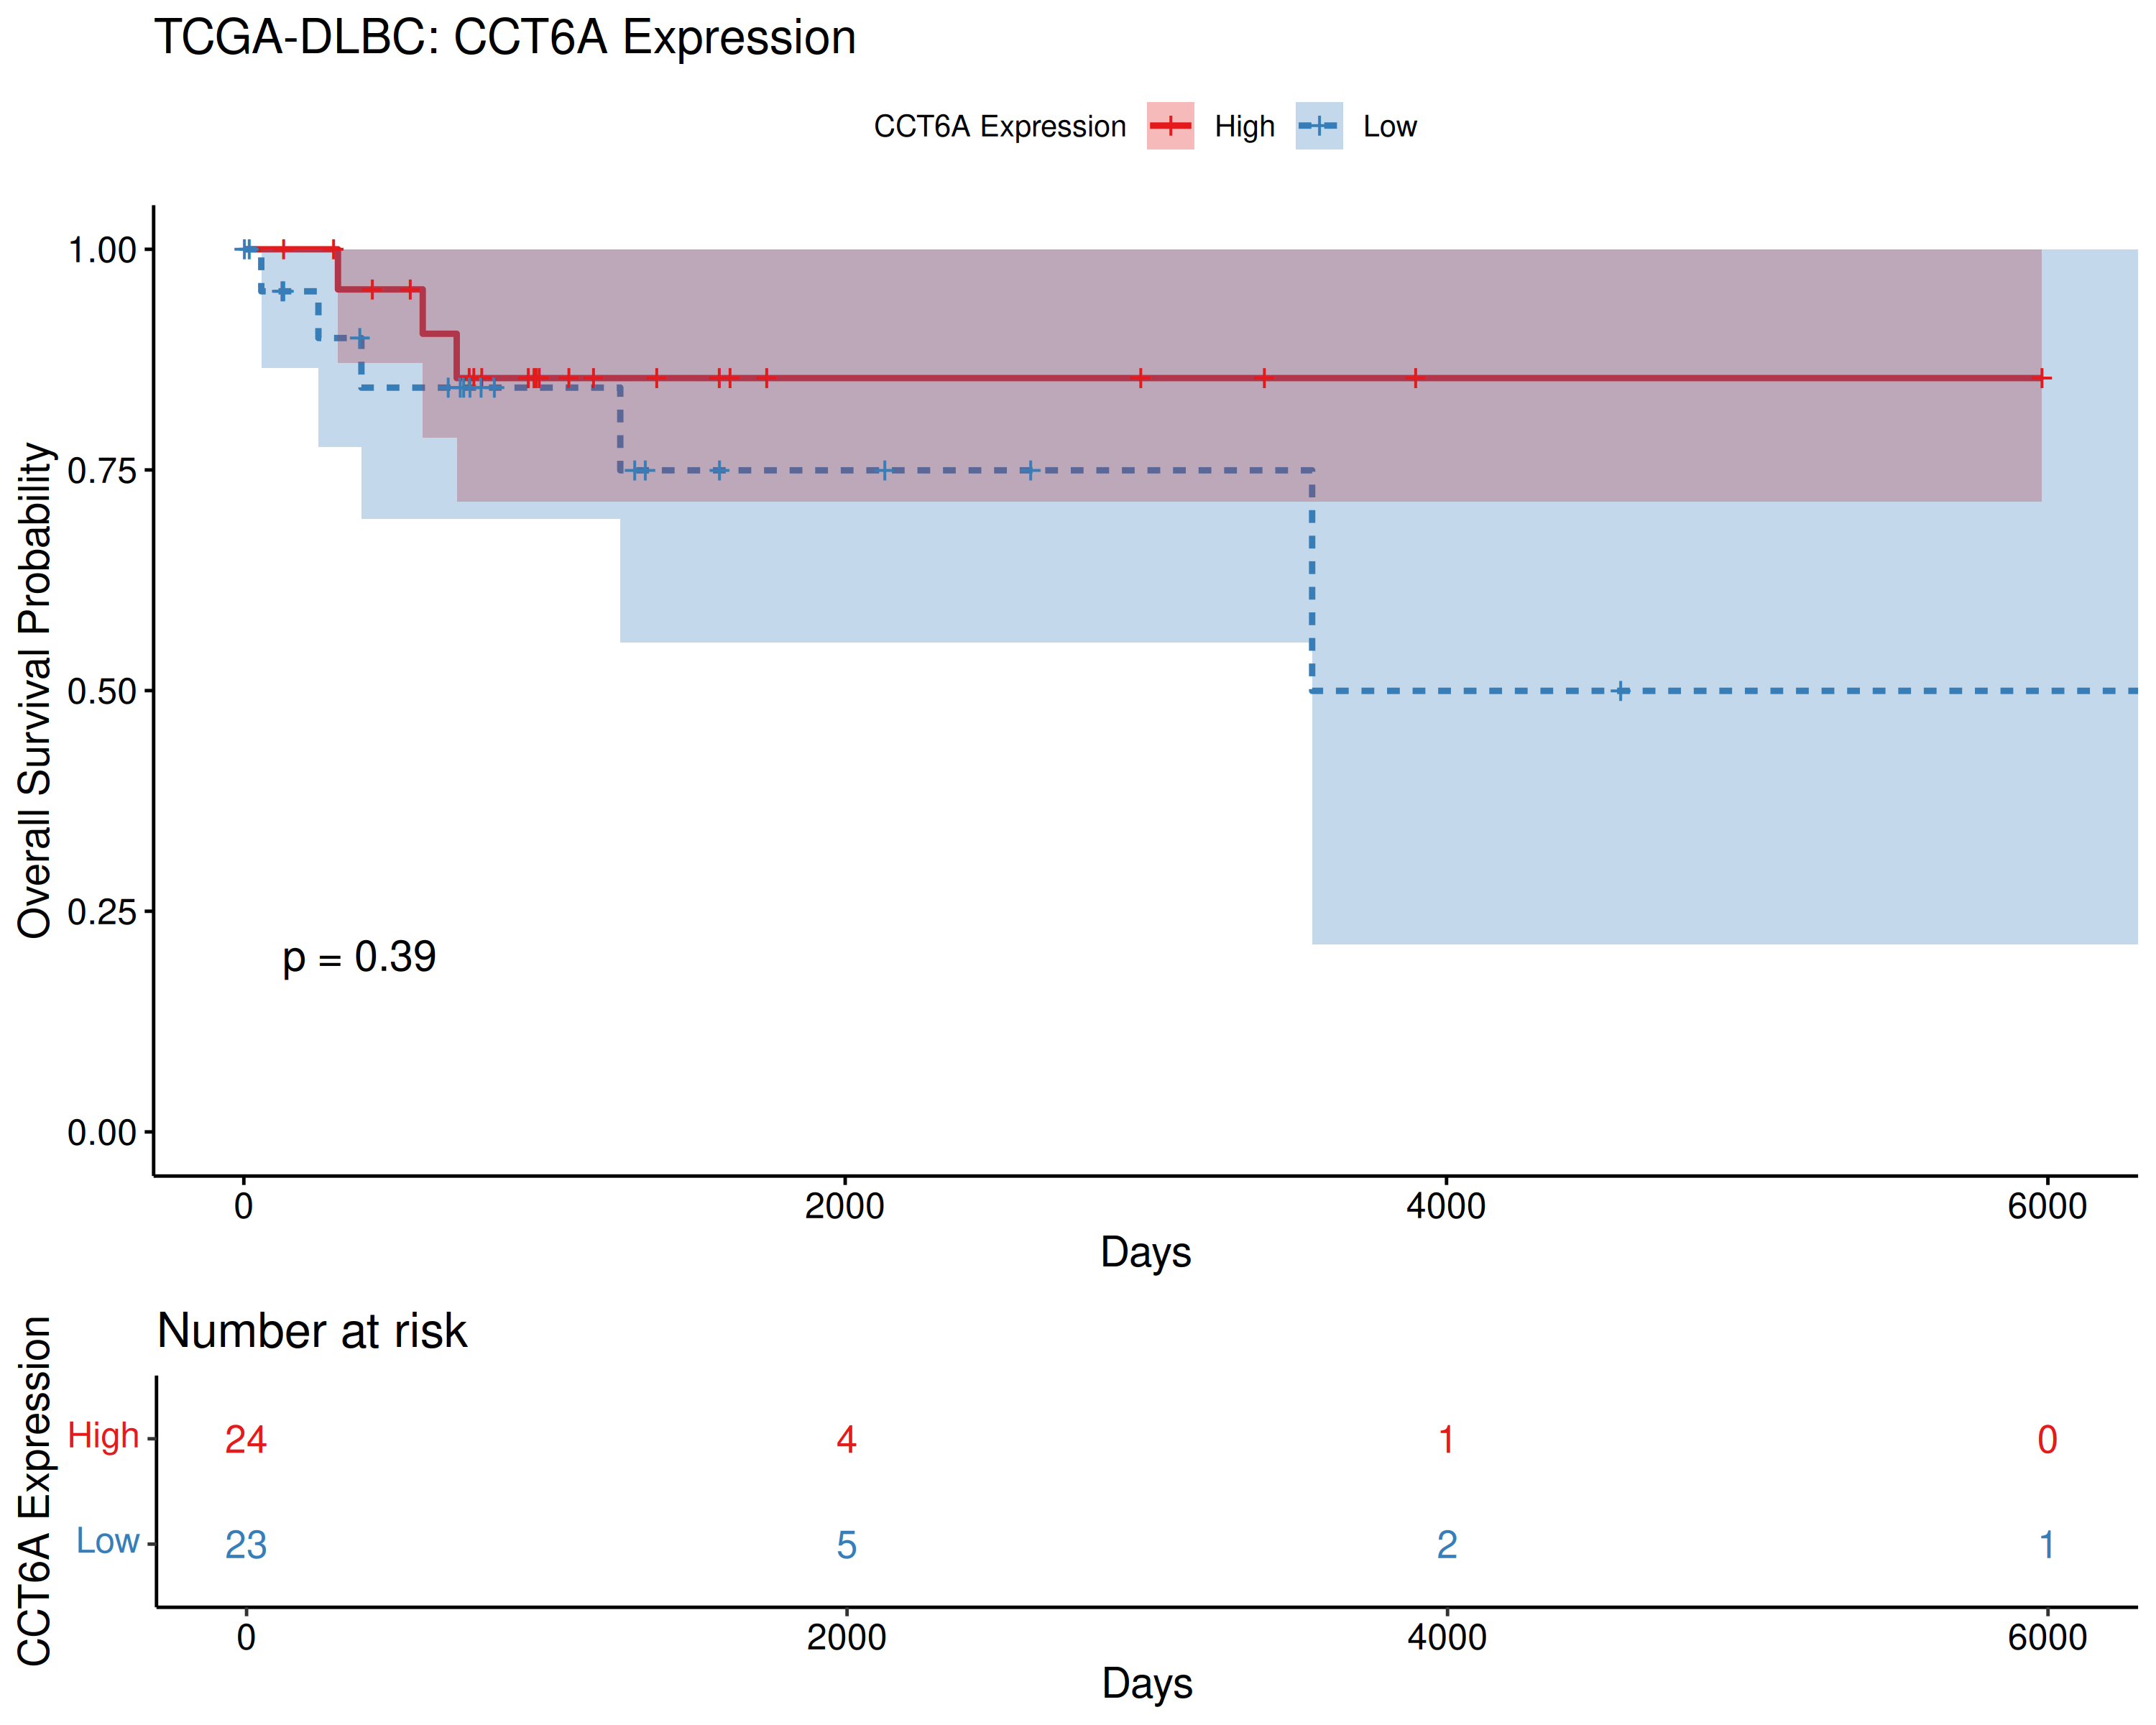 TCGA-DLBC: CCT6A Expression
CCT6A Expression High Low
Overall Survival Probability
1.00
0.75
0.50
0.25
0.00
p = 0.39
0 2000 4000 6000
Days
Number at risk
CCT6A Expression
High 24 4 1 0
Low 23 5 2 1
0 2000 4000 6000
Days